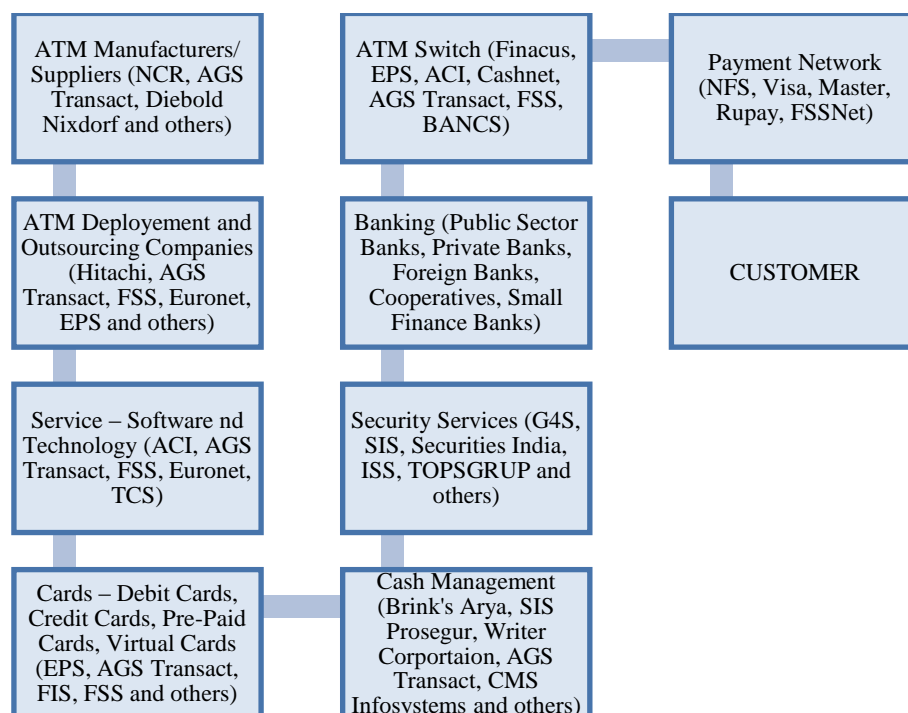 ATM Manufacturers/
Suppliers (NCR, AGS
Transact, Diebold
Nixdorf and others)
ATM Deployement and
Outsourcing Companies
(Hitachi, AGS
Transact, FSS, Euronet,
EPS and others)
Service – Software nd
Technology (ACI, AGS
Transact, FSS, Euronet,
TCS)
Cards – Debit Cards,
Credit Cards, Pre-Paid
Cards, Virtual Cards
(EPS, AGS Transact,
FIS, FSS and others)
Cash Management
(Brink's Arya, SIS
Prosegur, Writer
Corportaion, AGS
Transact, CMS
Infosystems and others)
Security Services (G4S,
SIS, Securities India,
ISS, TOPSGRUP and
others)
Banking (Public Sector
Banks, Private Banks,
Foreign Banks,
Cooperatives, Small
Finance Banks)
ATM Switch (Finacus,
EPS, ACI, Cashnet,
AGS Transact, FSS,
BANCS)
Payment Network
(NFS, Visa, Master,
Rupay, FSSNet)
CUSTOMER